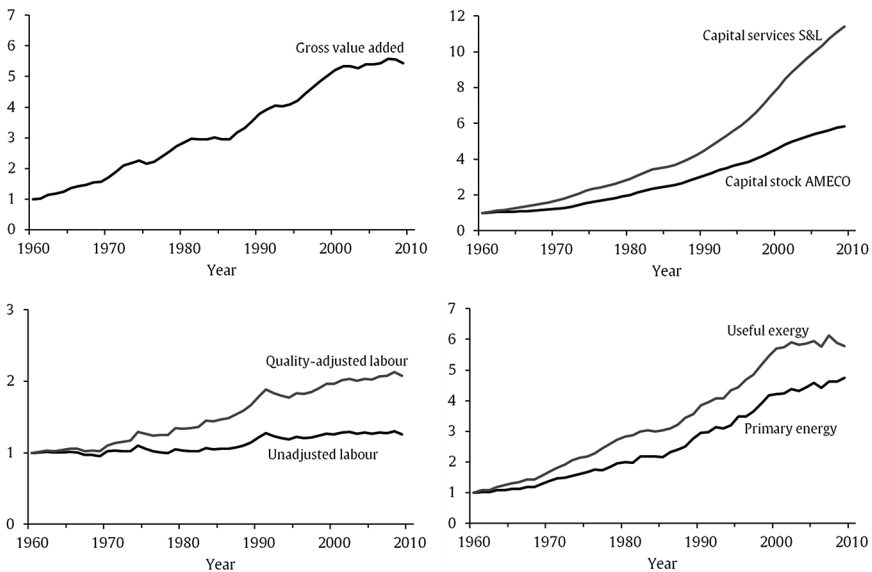 7
6
5
4
3
2
1
0
Gross value added
1960 1970 1980 1990 2000 2010
Year
12
10
8
6
4
2
0
Capital services S&L
Capital stock AMECO
1960 1970 1980 1990 2000 2010
Year
3
2
1
0
Quality-adjusted labour
Unadjusted labour
1960 1970 1980 1990 2000 2010
Year
7
6
5
4
3
2
1
0
Useful exergy
Primary energy
1960 1970 1980 1990 2000 2010
Year